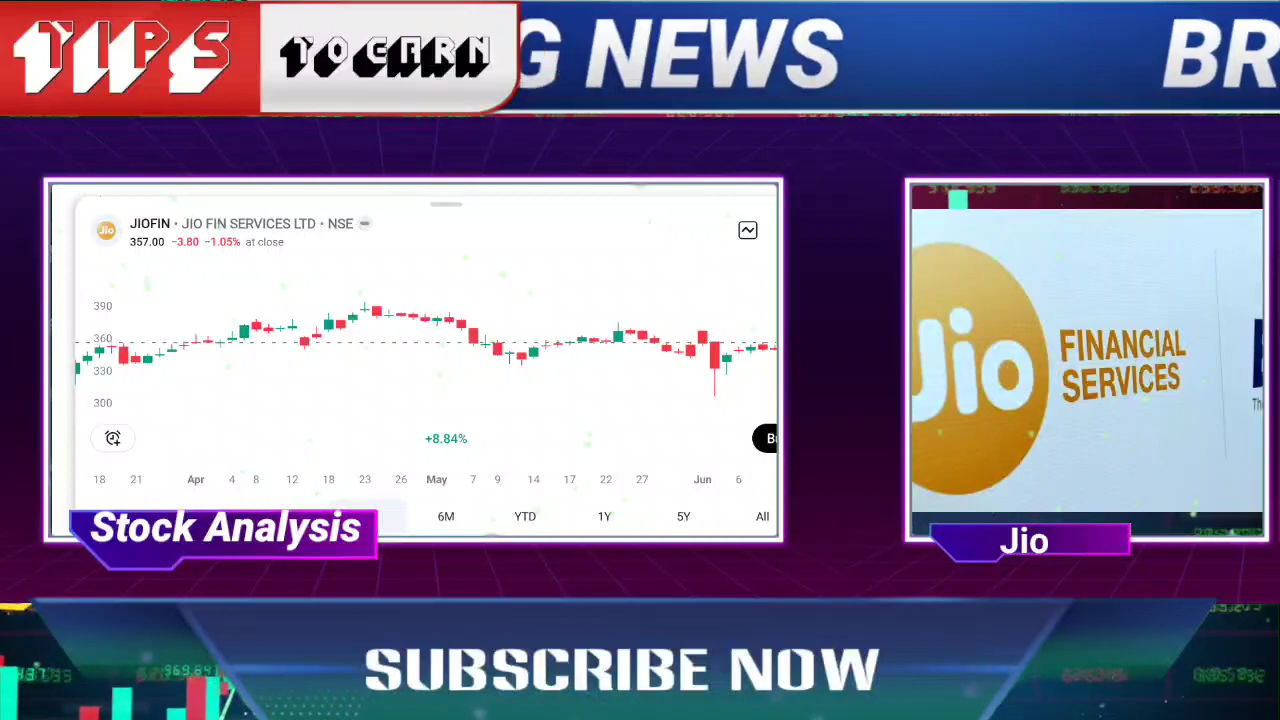 TIPS
TO EARN
G NEWS
BR
JIOFIN • JIO FIN SERVICES LTD • NSE
357.00 −3.80 −1.05% at close
390
360
330
300
+8.84%
18 21 Apr 4 8 12 18 23 26 May 7 9 14 17 22 27 Jun 6
6M YTD 1Y 5Y All
Stock Analysis
Jio
FINANCIAL
SERVICES
Jio
SUBSCRIBE NOW